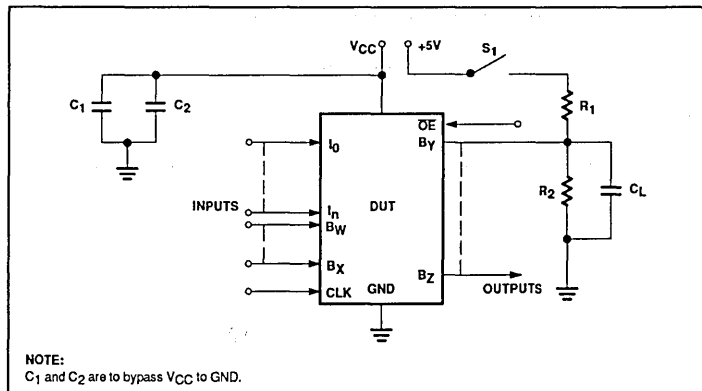 VCC +5V S1
C1 C2
R1
OE
I0 BY
R2 CL
INPUTS In DUT
BW
BX BZ
GND OUTPUTS
CLK
NOTE:
C1 and C2 are to bypass VCC to GND.